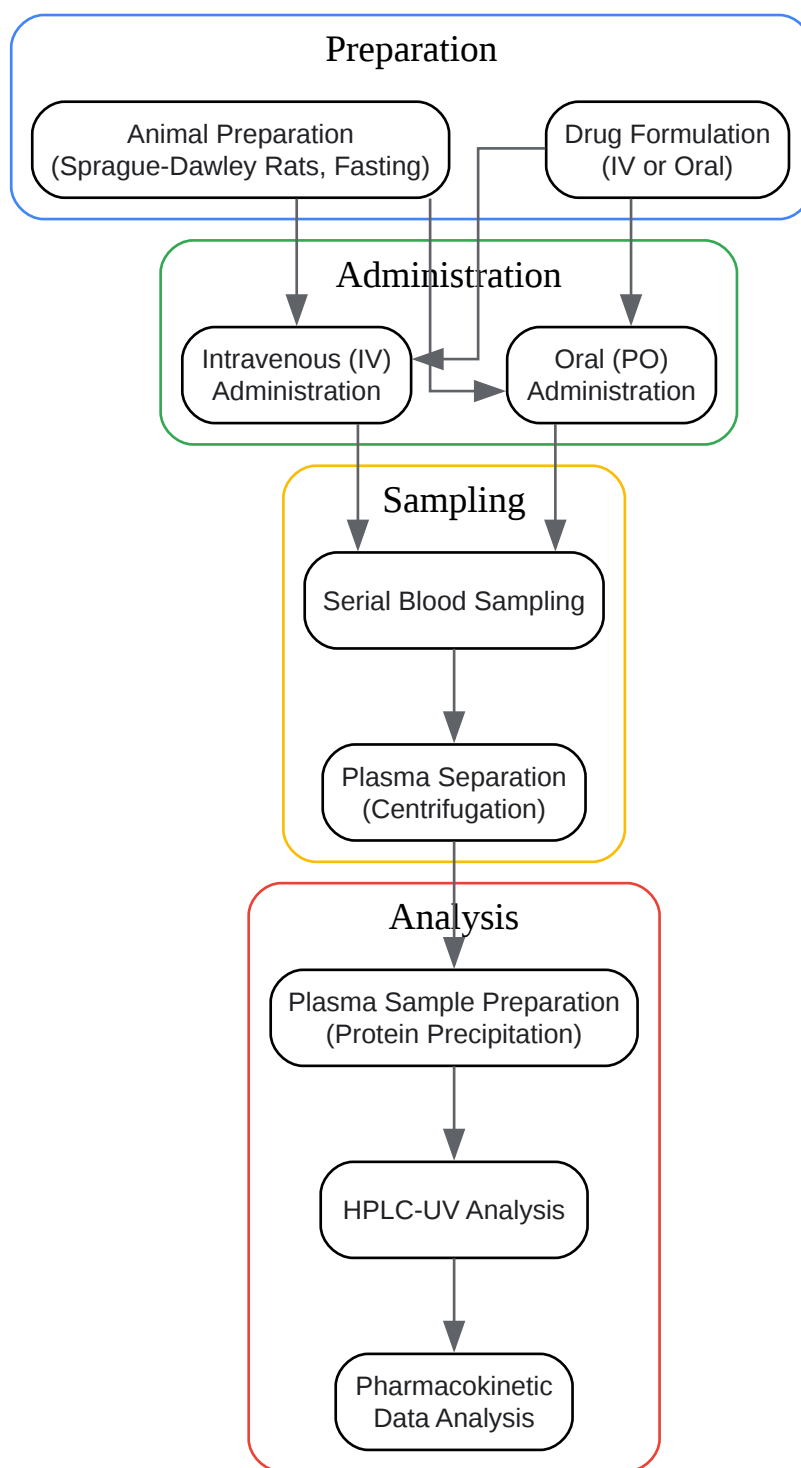 Preparation
Animal Preparation
(Sprague-Dawley Rats, Fasting)
Drug Formulation
(IV or Oral)
Administration
Intravenous (IV)
Administration
Oral (PO)
Administration
Sampling
Serial Blood Sampling
Plasma Separation
(Centrifugation)
Analysis
Plasma Sample Preparation
(Protein Precipitation)
HPLC-UV Analysis
Pharmacokinetic
Data Analysis